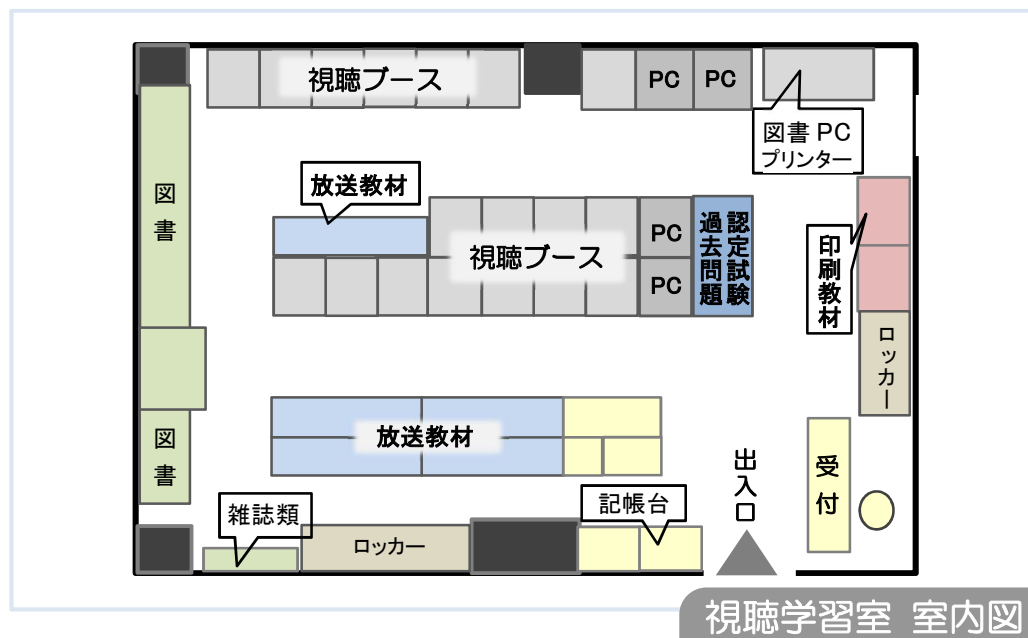 視聴ブース
PC
PC
図書 PC
プリンター
図書
放送教材
視聴ブース
PC
PC
認定試験
過去問題
印刷教材
ロッカー
図書
放送教材
出入口
受付
雑誌類
ロッカー
記帳台
視聴学習室 室内図